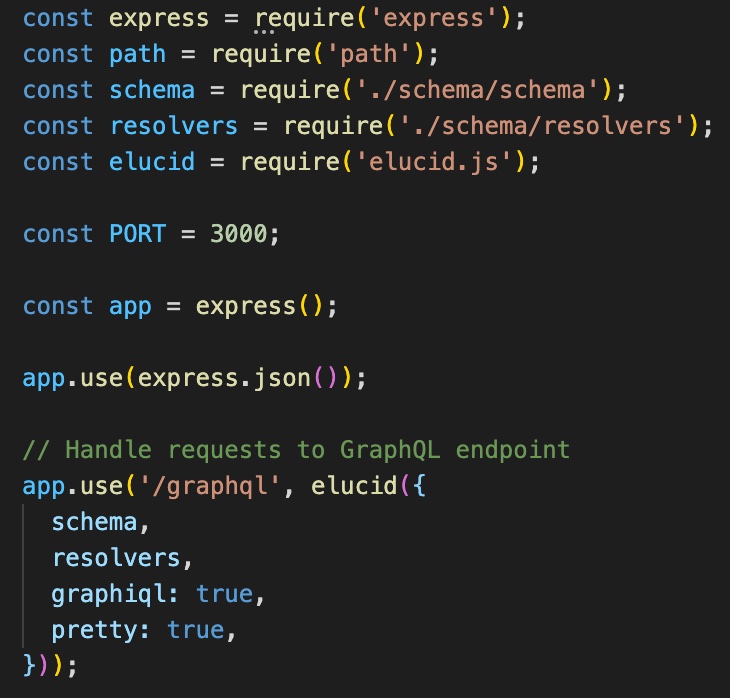 const express = require('express');
const path = require('path');
const schema = require('./schema/schema');
const resolvers = require('./schema/resolvers');
const elucid = require('elucid.js');

const PORT = 3000;

const app = express();

app.use(express.json());

// Handle requests to GraphQL endpoint
app.use('/graphql', elucid({
  schema,
  resolvers,
  graphiql: true,
  pretty: true,
}));